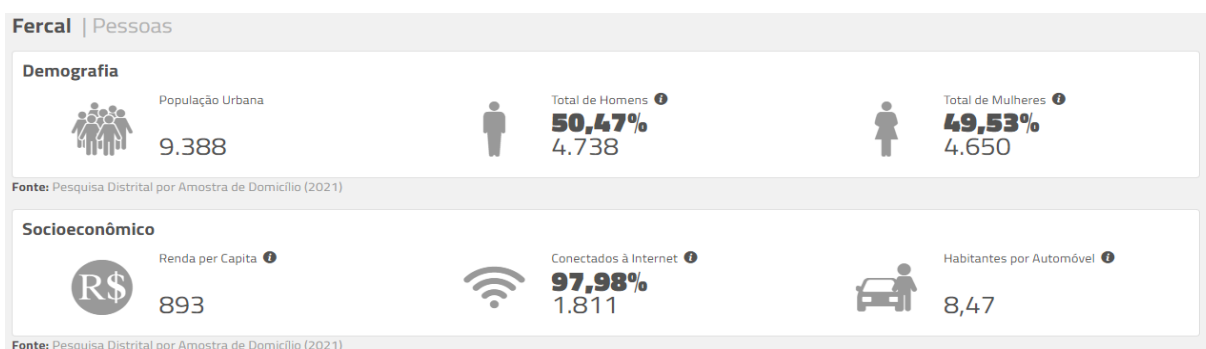 Fercal | Pessoas
Demografia
População Urbana
9.388
Total de Homens i
50,47%
4.738
Total de Mulheres i
49,53%
4.650
Fonte: Pesquisa Distrital por Amostra de Domicílio (2021)
Socioeconômico
R$
Renda per Capita i
893
Conectados à Internet i
97,98%
1.811
Habitantes por Automóvel i
8,47
Fonte: Pesquisa Distrital por Amostra de Domicílio (2021)